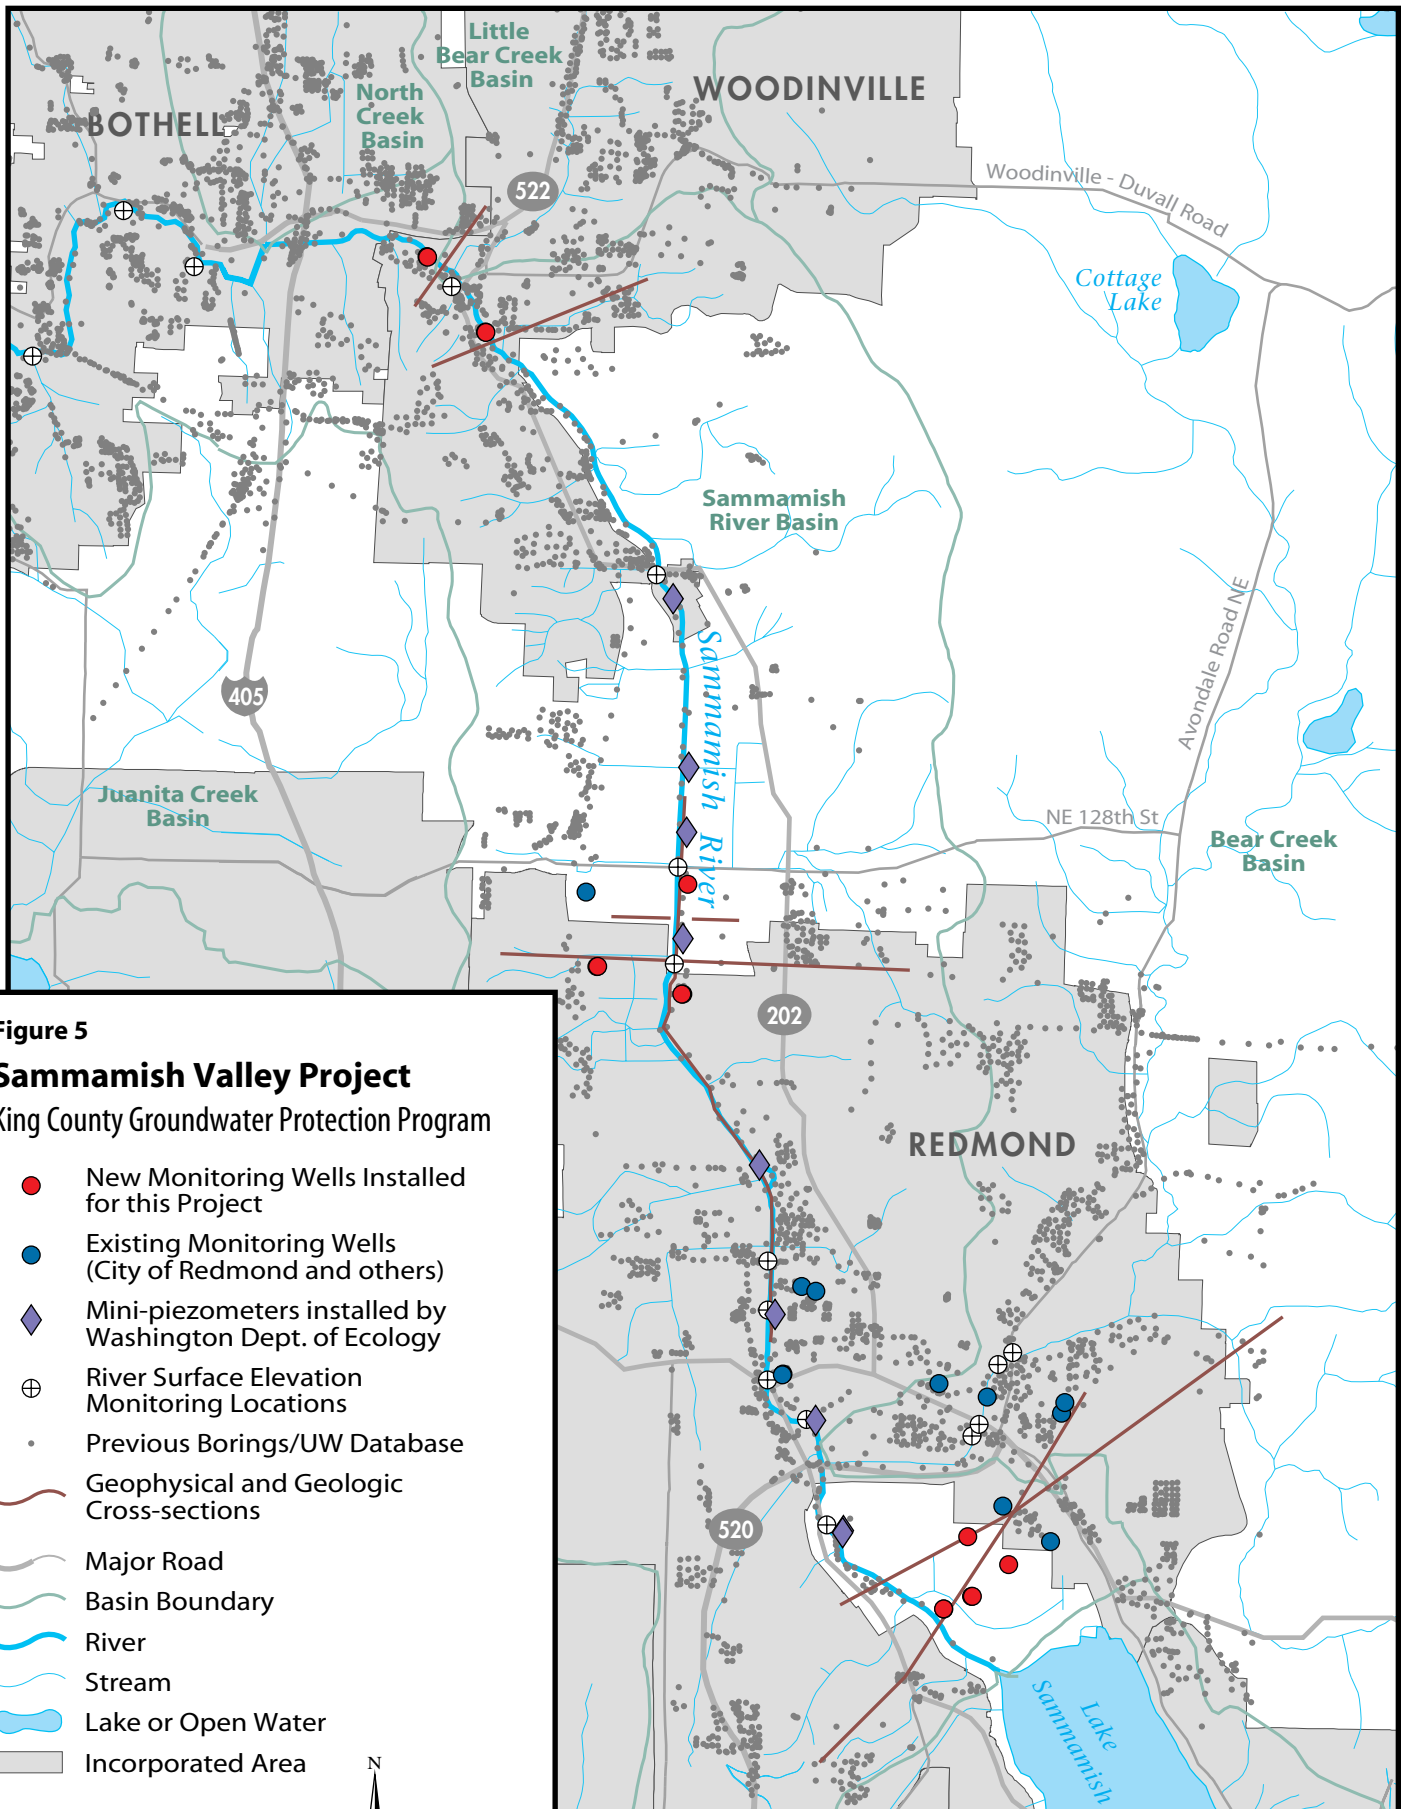 Little
Bear Creek
Basin
WOODINVILLE
North
Creek
Basin
BOTHELL
522
Woodinville - Duvall Road
Cottage
Lake
Sammamish
River Basin
Avondale Road NE
Sammamish River
405
Juanita Creek
Basin
NE 128th St
Bear Creek
Basin
202
REDMOND
520
Lake
Sammamish
Figure 5
Sammamish Valley Project
King County Groundwater Protection Program
New Monitoring Wells Installed
for this Project
Existing Monitoring Wells
(City of Redmond and others)
Mini-piezometers installed by
Washington Dept. of Ecology
River Surface Elevation
Monitoring Locations
Previous Borings/UW Database
Geophysical and Geologic
Cross-sections
Major Road
Basin Boundary
River
Stream
Lake or Open Water
Incorporated Area
N